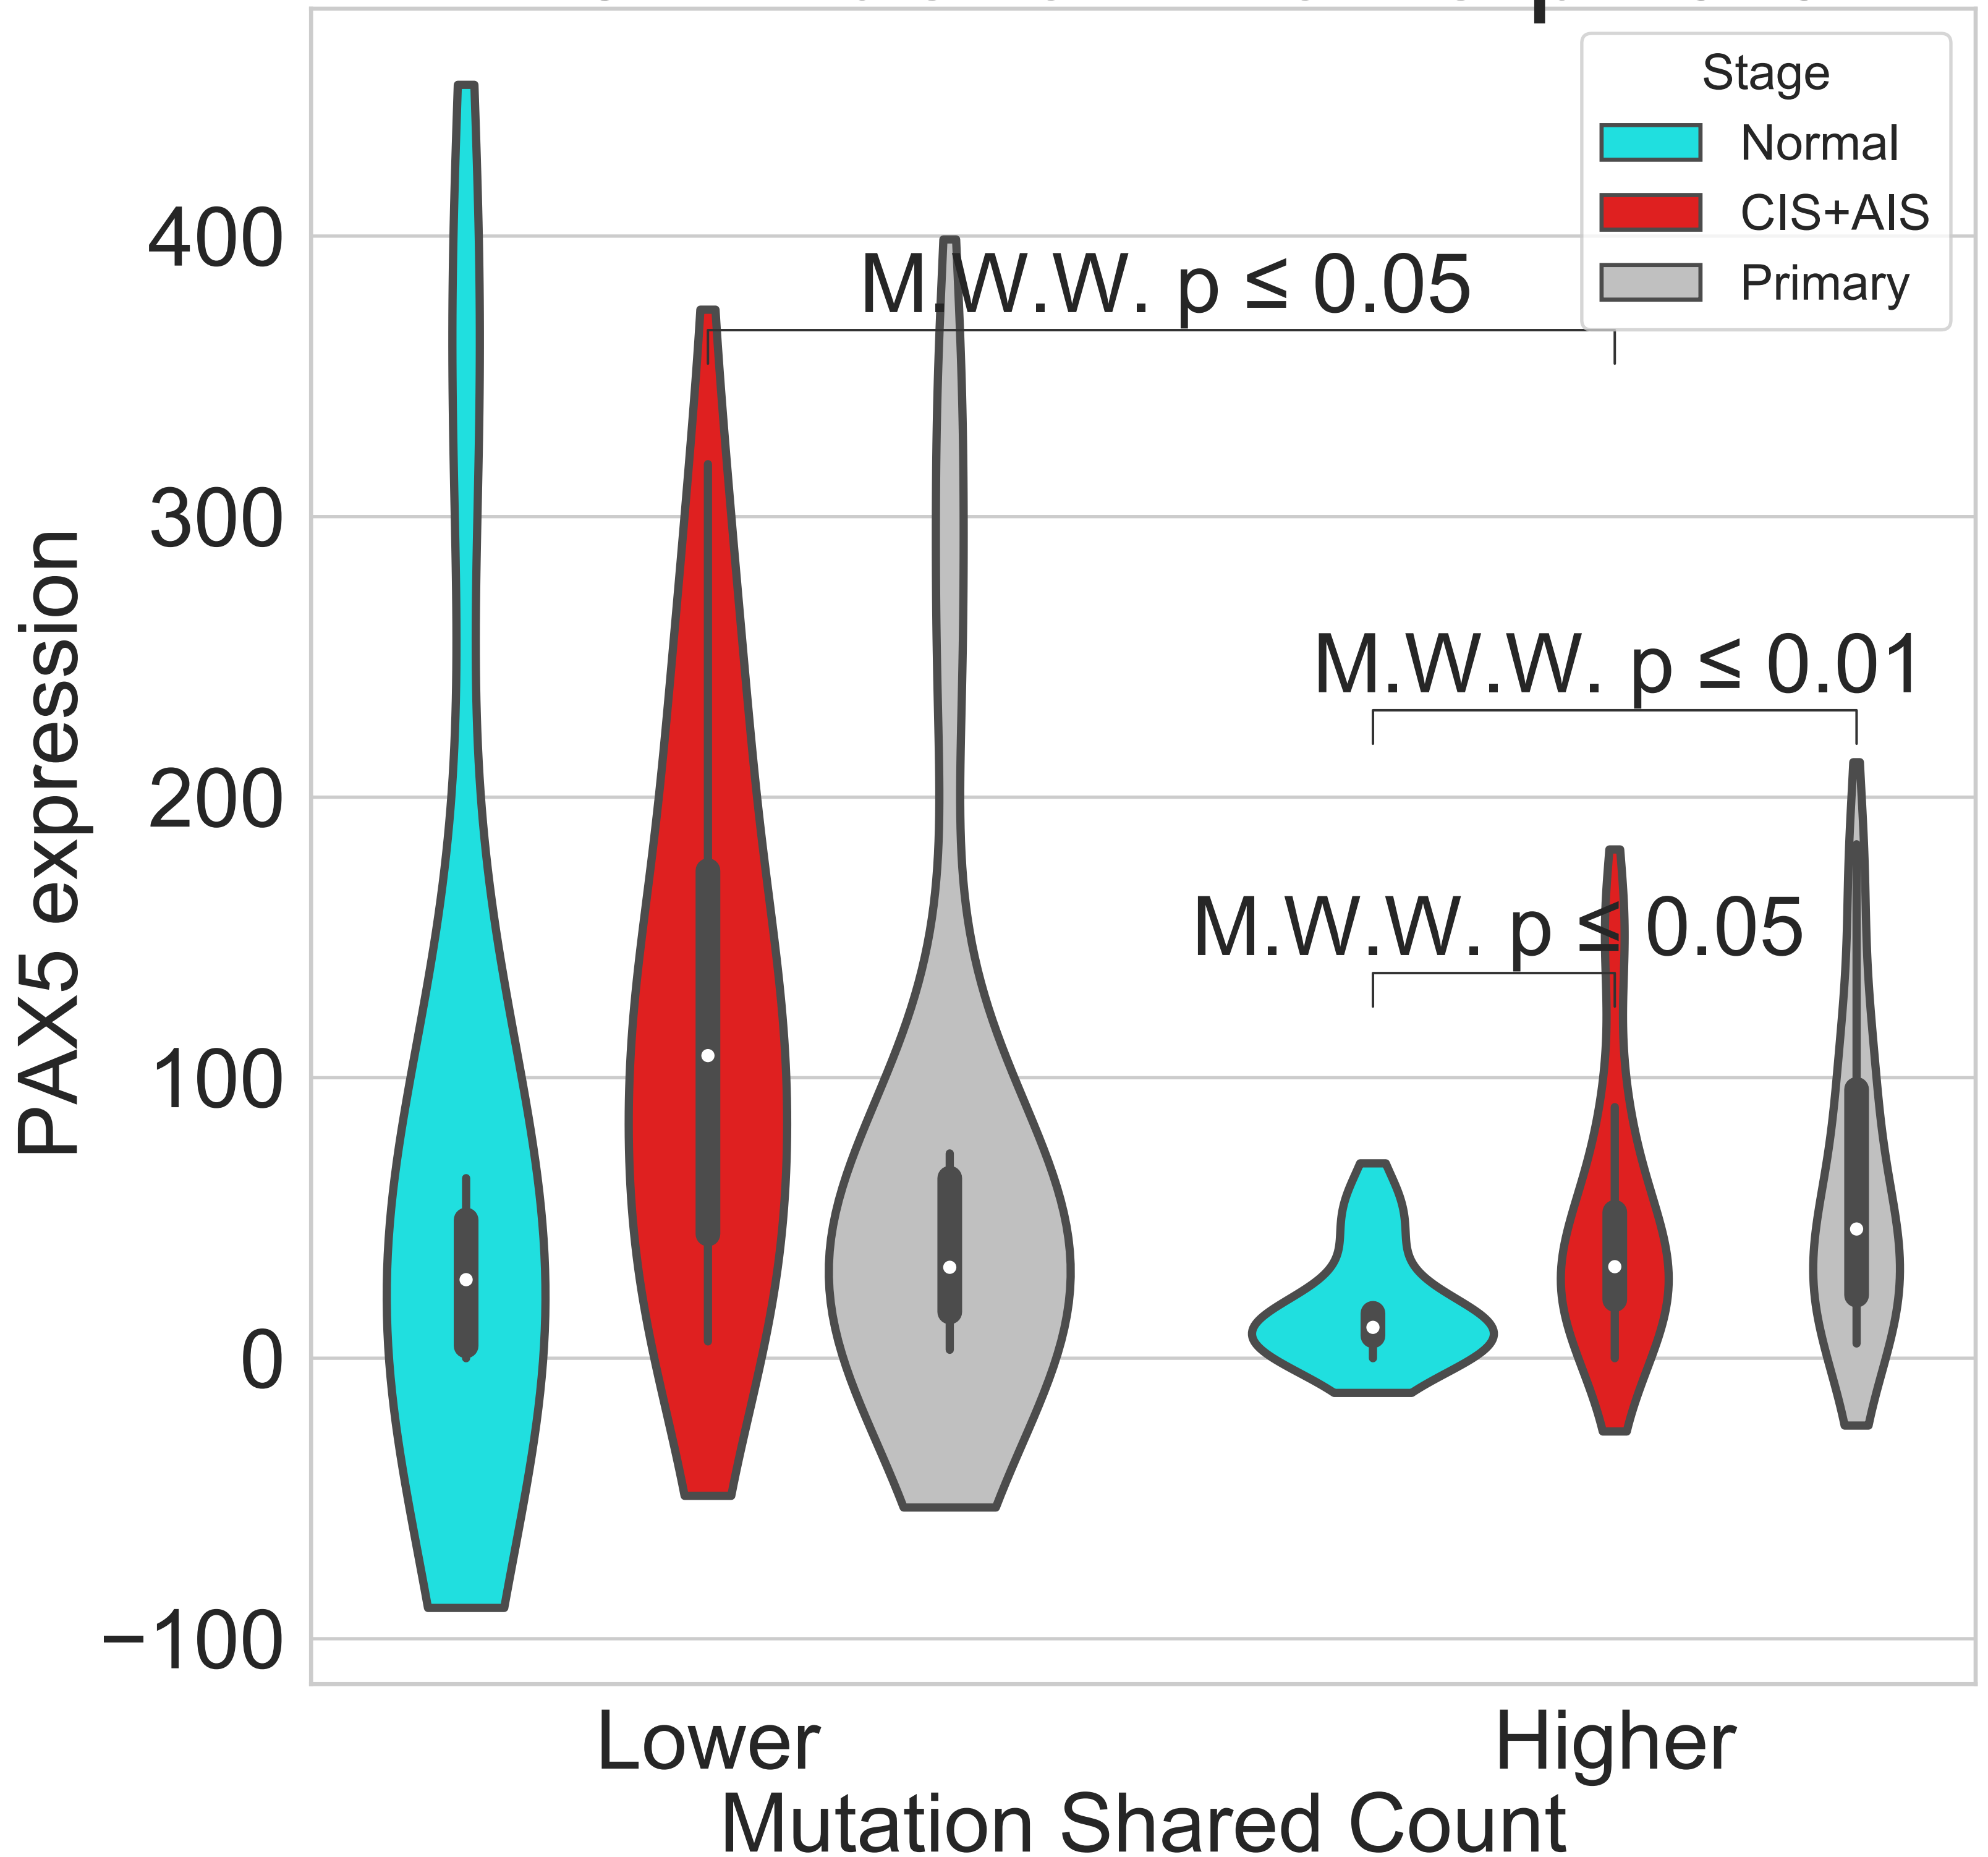 Stage
Normal
CIS+AIS
Primary
400
300
200
100
0
−100
PAX5 expression
M.W.W. p ≤ 0.05
M.W.W. p ≤ 0.01
M.W.W. p ≤ 0.05
Lower
Higher
Mutation Shared Count